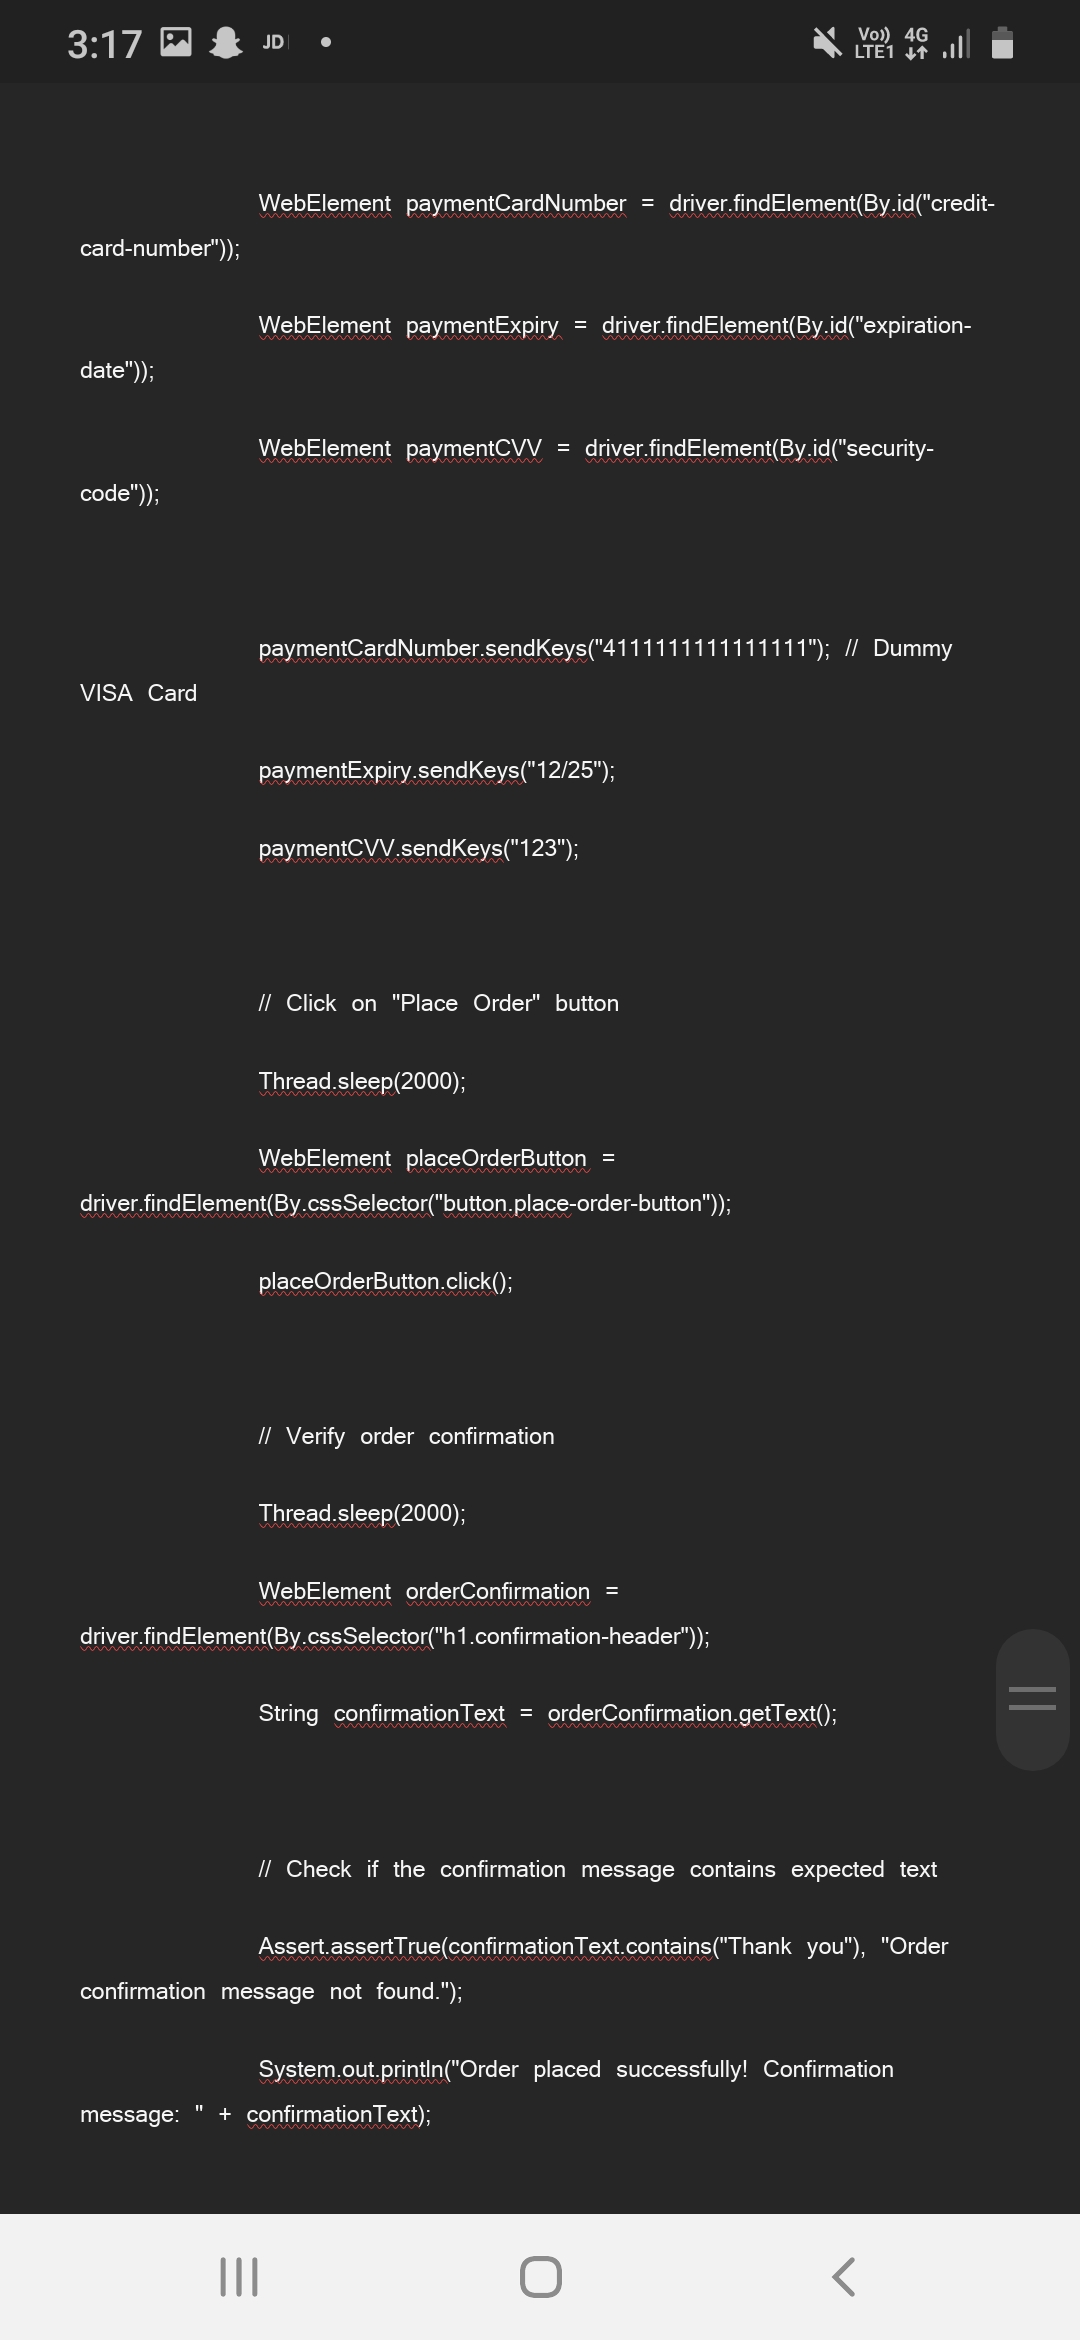 3:17 JD Vo)) LTE1 4G
WebElement paymentCardNumber = driver.findElement(By.id("credit-
card-number"));
WebElement paymentExpiry = driver.findElement(By.id("expiration-
date"));
WebElement paymentCVV = driver.findElement(By.id("security-
code"));
paymentCardNumber.sendKeys("4111111111111111"); // Dummy
VISA Card
paymentExpiry.sendKeys("12/25");
paymentCVV.sendKeys("123");
// Click on "Place Order" button
Thread.sleep(2000);
WebElement placeOrderButton =
driver.findElement(By.cssSelector("button.place-order-button"));
placeOrderButton.click();
// Verify order confirmation
Thread.sleep(2000);
WebElement orderConfirmation =
driver.findElement(By.cssSelector("h1.confirmation-header"));
String confirmationText = orderConfirmation.getText();
// Check if the confirmation message contains expected text
Assert.assertTrue(confirmationText.contains("Thank you"), "Order
confirmation message not found.");
System.out.println("Order placed successfully! Confirmation
message: " + confirmationText);